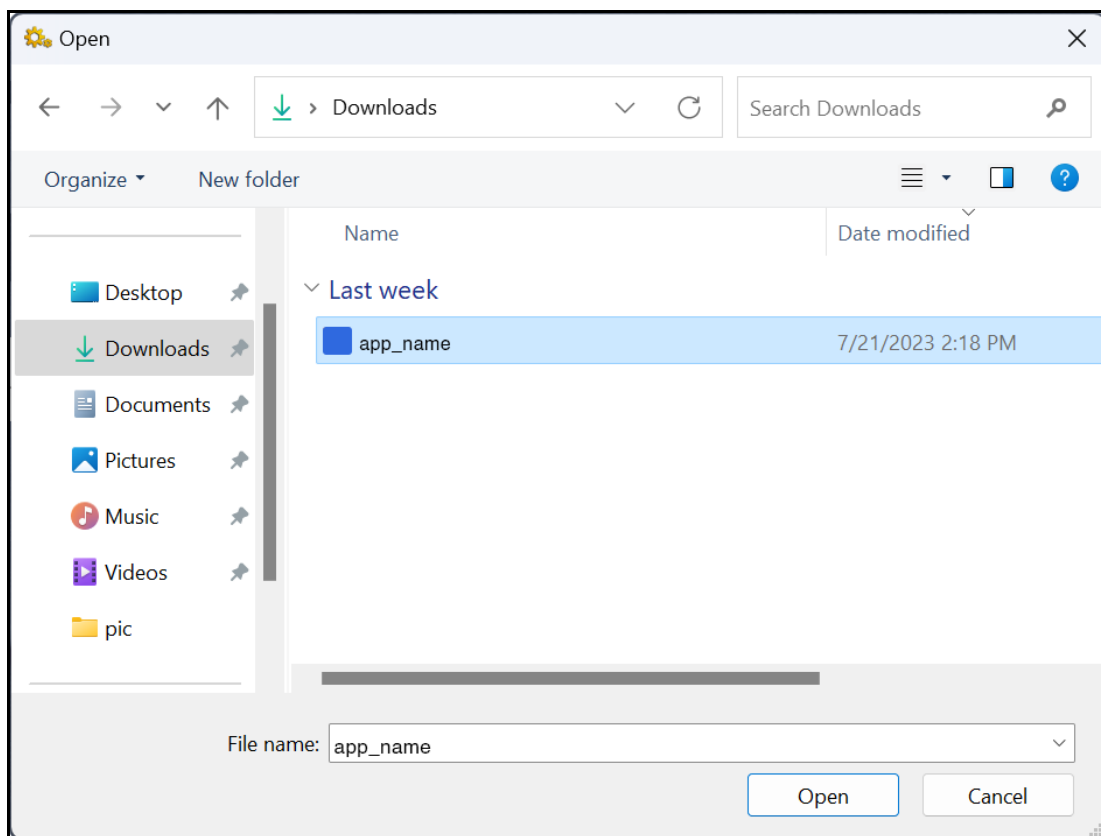 Open
Downloads
Search Downloads
Organize
New folder
?
Name
Date modified
Desktop
Last week
Downloads
app_name
7/21/2023 2:18 PM
Documents
Pictures
Music
Videos
pic
File name:
app_name
Open
Cancel